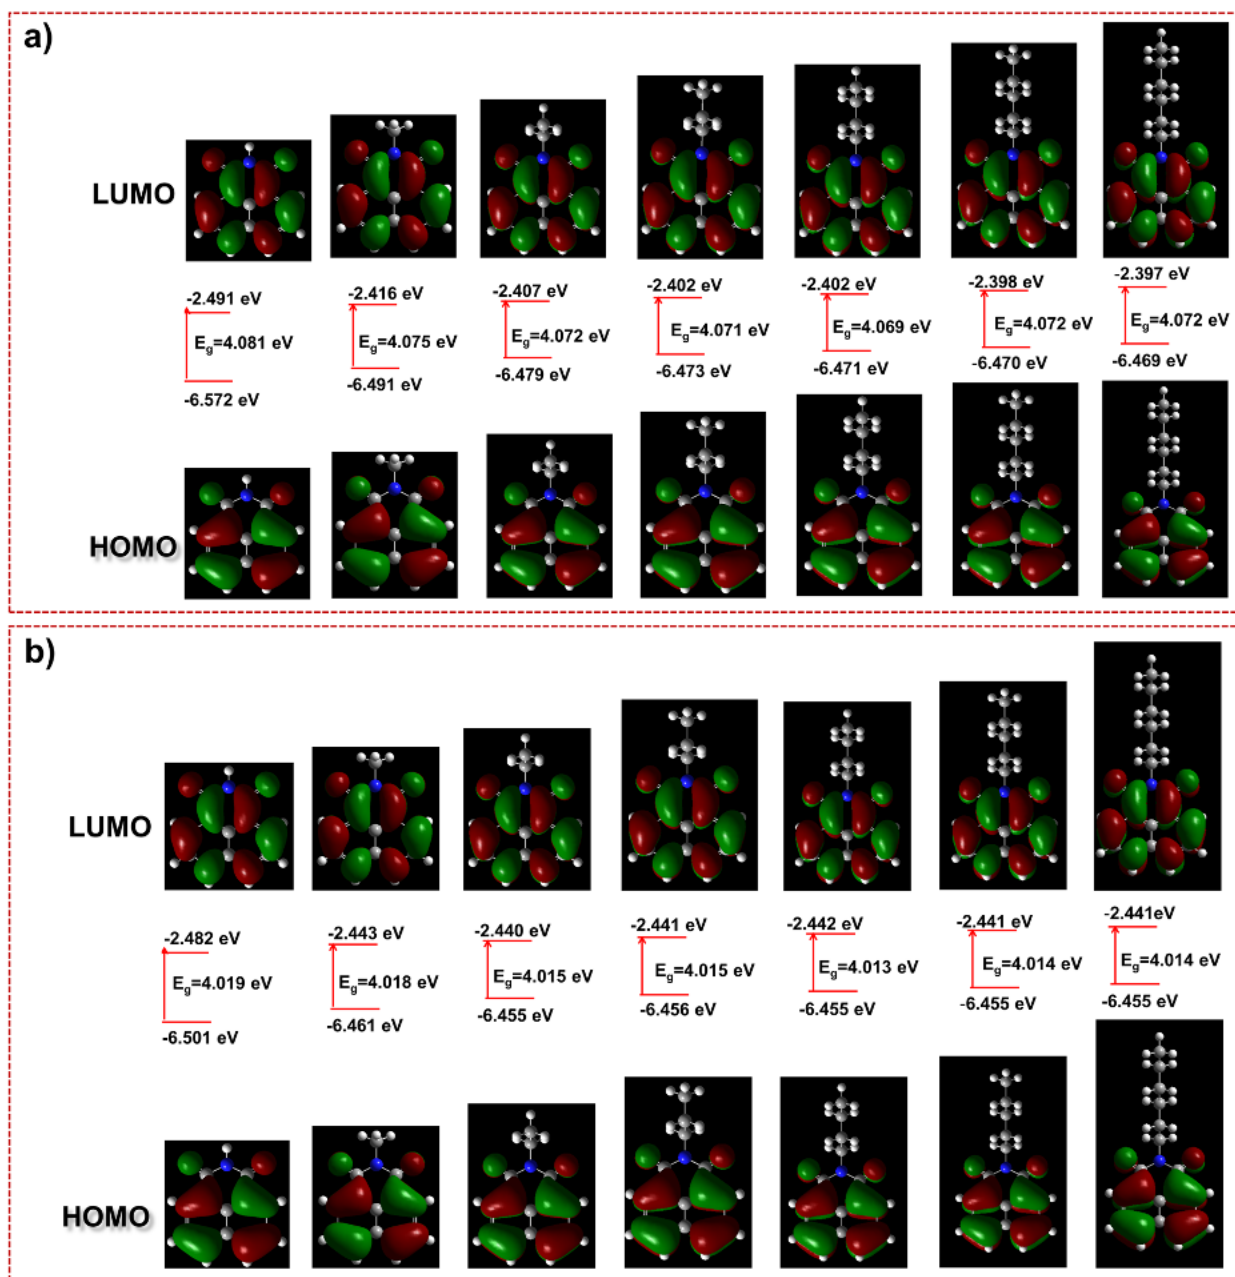 a)
LUMO
-2.491 eV
-2.416 eV
-2.407 eV
-2.402 eV
-2.402 eV
-2.398 eV
-2.397 eV
Eg=4.081 eV
Eg=4.075 eV
Eg=4.072 eV
Eg=4.071 eV
Eg=4.069 eV
Eg=4.072 eV
Eg=4.072 eV
-6.572 eV
-6.491 eV
-6.479 eV
-6.473 eV
-6.471 eV
-6.470 eV
-6.469 eV
HOMO
b)
LUMO
-2.482 eV
-2.443 eV
-2.440 eV
-2.441 eV
-2.442 eV
-2.441 eV
-2.441eV
Eg=4.019 eV
Eg=4.018 eV
Eg=4.015 eV
Eg=4.015 eV
Eg=4.013 eV
Eg=4.014 eV
Eg=4.014 eV
-6.501 eV
-6.461 eV
-6.455 eV
-6.456 eV
-6.455 eV
-6.455 eV
-6.455 eV
HOMO